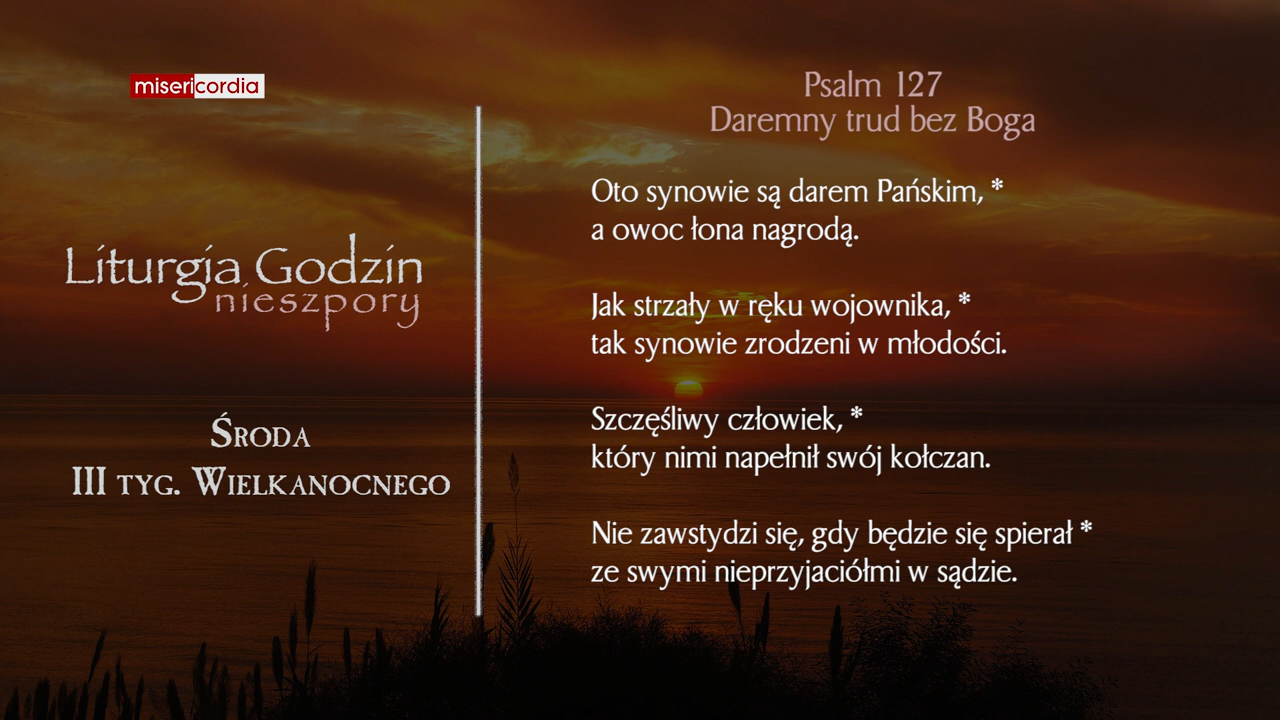 misericordia
Liturgia Godzin
nieszpory
Środa
III tyg. Wielkanocnego
Psalm 127
Daremny trud bez Boga
Oto synowie są darem Pańskim, *
a owoc łona nagrodą.
Jak strzały w ręku wojownika, *
tak synowie zrodzeni w młodości.
Szczęśliwy człowiek, *
który nimi napełnił swój kołczan.
Nie zawstydzi się, gdy będzie się spierał *
ze swymi nieprzyjaciółmi w sądzie.